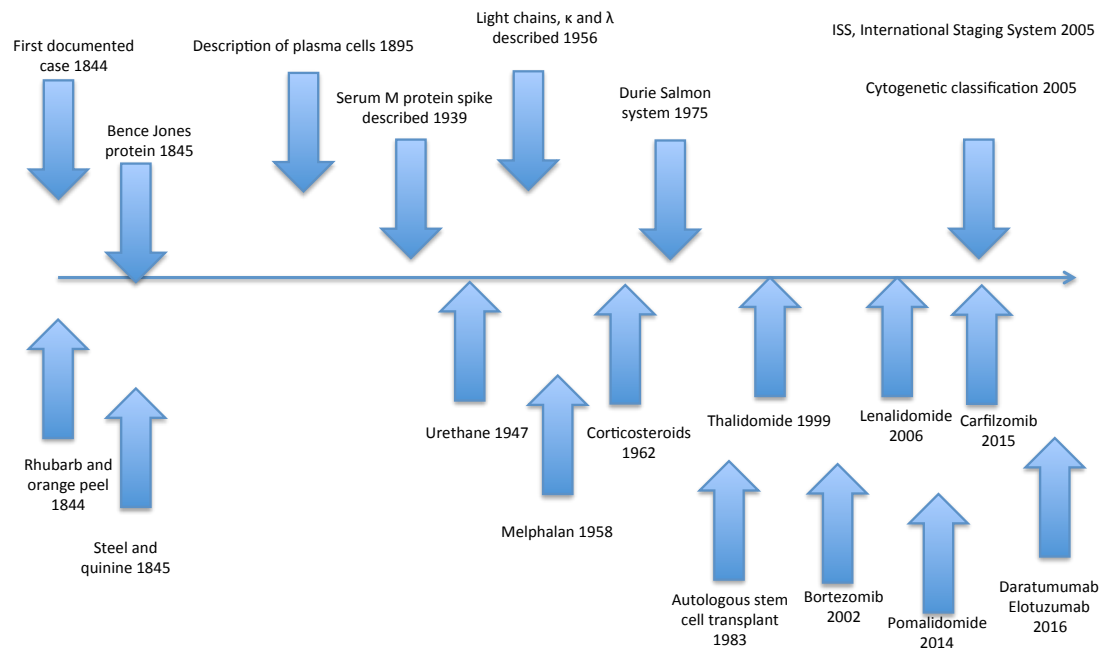 First documented
case 1844
Bence Jones
protein 1845
Description of plasma cells 1895
Serum M protein spike
described 1939
Light chains, κ and λ
described 1956
Durie Salmon
system 1975
ISS, International Staging System 2005
Cytogenetic classification 2005
Rhubarb and
orange peel
1844
Steel and
quinine 1845
Urethane 1947
Melphalan 1958
Corticosteroids
1962
Autologous stem
cell transplant
1983
Thalidomide 1999
Bortezomib
2002
Lenalidomide
2006
Pomalidomide
2014
Carfilzomib
2015
Daratumumab
Elotuzumab
2016